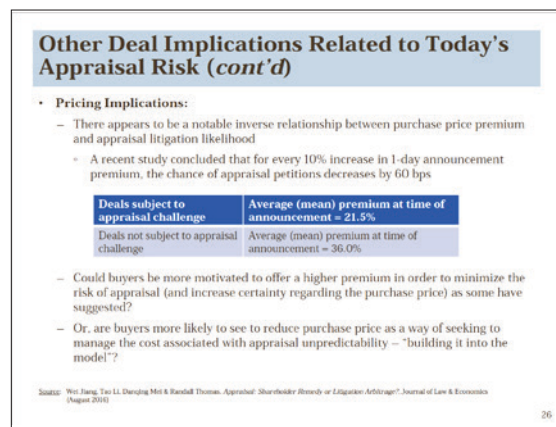 Other Deal Implications Related to Today's
Appraisal Risk (cont'd)
• Pricing Implications:
– There appears to be a notable inverse relationship between purchase price premium
and appraisal litigation likelihood
◦ A recent study concluded that for every 10% increase in 1-day announcement
premium, the chance of appraisal petitions decreases by 60 bps
Deals subject to Average (mean) premium at time of
appraisal challenge announcement = 21.5%
Deals not subject to appraisal Average (mean) premium at time of
challenge announcement = 36.0%
– Could buyers be more motivated to offer a higher premium in order to minimize the
risk of appraisal (and increase certainty regarding the purchase price) as some have
suggested?
– Or, are buyers more likely to see to reduce purchase price as a way of seeking to
manage the cost associated with appraisal unpredictability – "building it into the
model"?
Source: Wei Jiang, Tao Li, Danqing Mei & Randall Thomas, Appraisal: Shareholder Remedy or Litigation Arbitrage?, Journal of Law & Economics
(August 2016)
26